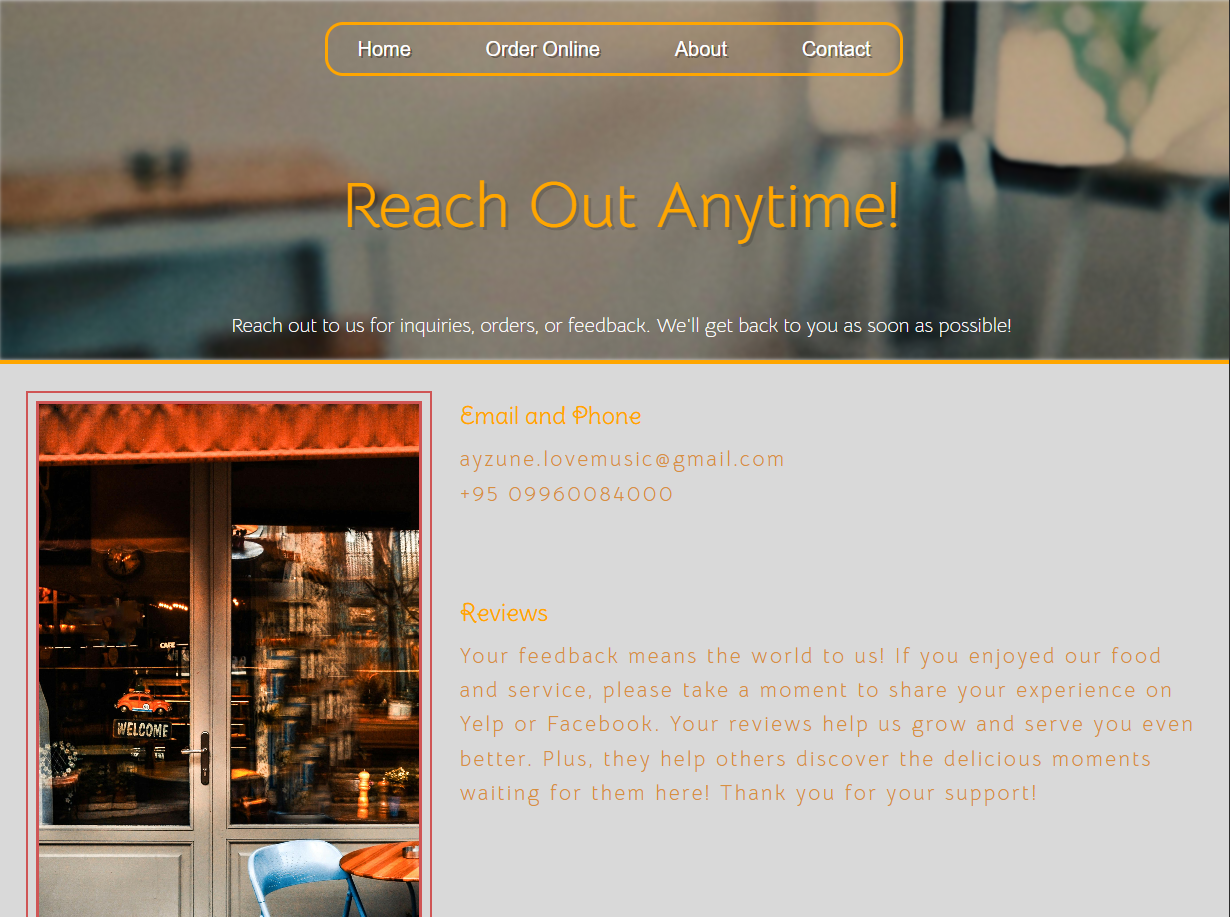 Home Order Online About Contact
Reach Out Anytime!
Reach out to us for inquiries, orders, or feedback. We'll get back to you as soon as possible!
Email and Phone
ayzune.lovemusic@gmail.com
+95 09960084000
CAFE
WELCOME
Reviews
Your feedback means the world to us! If you enjoyed our food
and service, please take a moment to share your experience on
Yelp or Facebook. Your reviews help us grow and serve you even
better. Plus, they help others discover the delicious moments
waiting for them here! Thank you for your support!